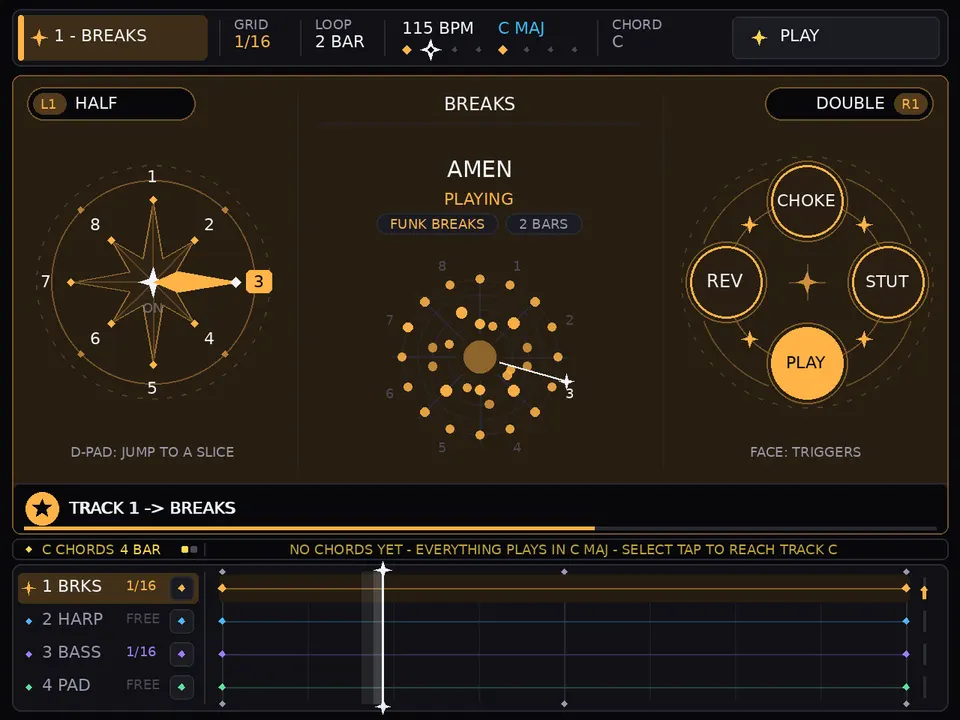 1 - BREAKS
GRID
1/16
LOOP
2 BAR
115 BPM
C MAJ
CHORD
C
PLAY
L1 HALF
BREAKS
DOUBLE R1
AMEN
PLAYING
FUNK BREAKS
2 BARS
1
2
3
4
5
6
7
8
ON
D-PAD: JUMP TO A SLICE
8
1
7
2
6
3
5
4
CHOKE
REV
STUT
PLAY
FACE: TRIGGERS
TRACK 1 -> BREAKS
C CHORDS 4 BAR
NO CHORDS YET - EVERYTHING PLAYS IN C MAJ - SELECT TAP TO REACH TRACK C
1 BRKS 1/16
2 HARP FREE
3 BASS 1/16
4 PAD FREE